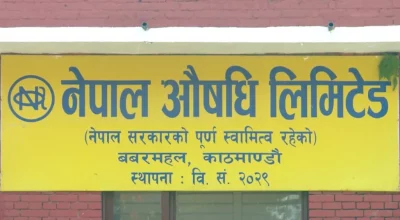 नेपाल औषधि लिमिटेड
(नेपाल सरकारको पूर्ण स्वामित्व रहेको)
बबरमहल, काठमाण्डौ
स्थापना : वि. सं. २०२९